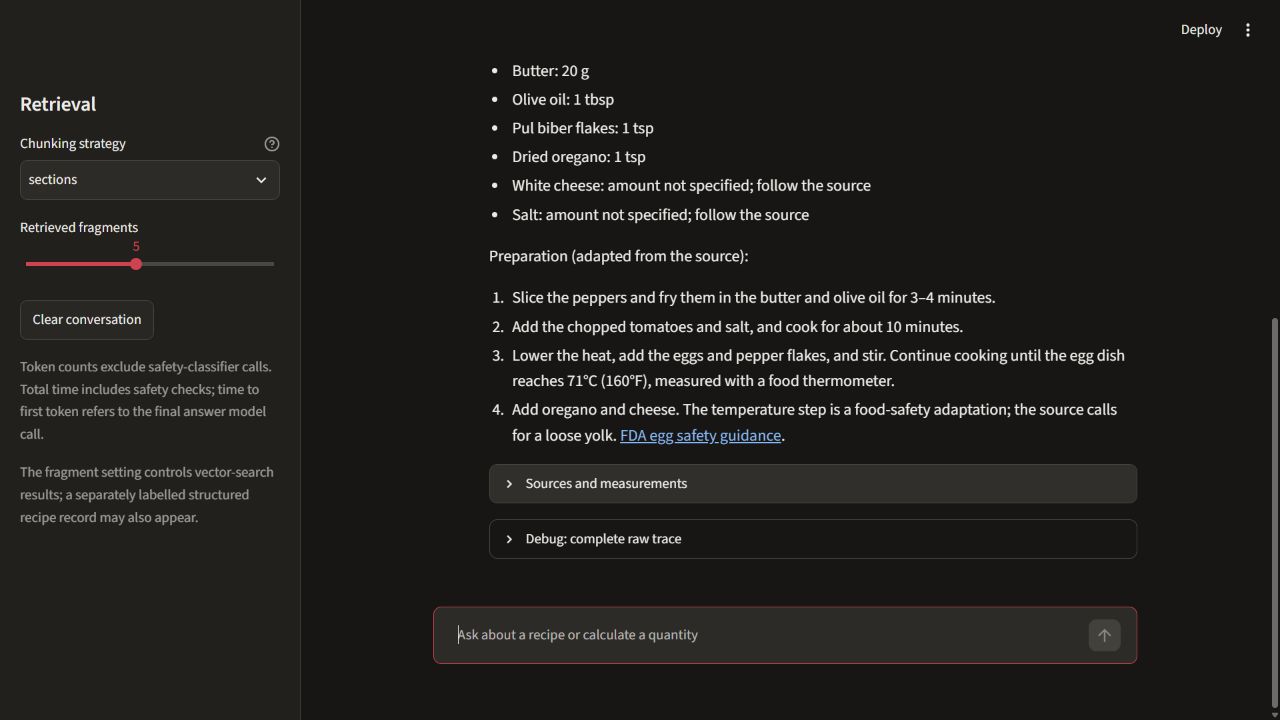 Deploy
Retrieval
Chunking strategy
sections
Retrieved fragments
5
Clear conversation
Token counts exclude safety-classifier calls.
Total time includes safety checks; time to
first token refers to the final answer model
call.
The fragment setting controls vector-search
results; a separately labelled structured
recipe record may also appear.
• Butter: 20 g
• Olive oil: 1 tbsp
• Pul biber flakes: 1 tsp
• Dried oregano: 1 tsp
• White cheese: amount not specified; follow the source
• Salt: amount not specified; follow the source
Preparation (adapted from the source):
1. Slice the peppers and fry them in the butter and olive oil for 3–4 minutes.
2. Add the chopped tomatoes and salt, and cook for about 10 minutes.
3. Lower the heat, add the eggs and pepper flakes, and stir. Continue cooking until the egg dish
reaches 71°C (160°F), measured with a food thermometer.
4. Add oregano and cheese. The temperature step is a food-safety adaptation; the source calls
for a loose yolk. FDA egg safety guidance.
Sources and measurements
Debug: complete raw trace
Ask about a recipe or calculate a quantity